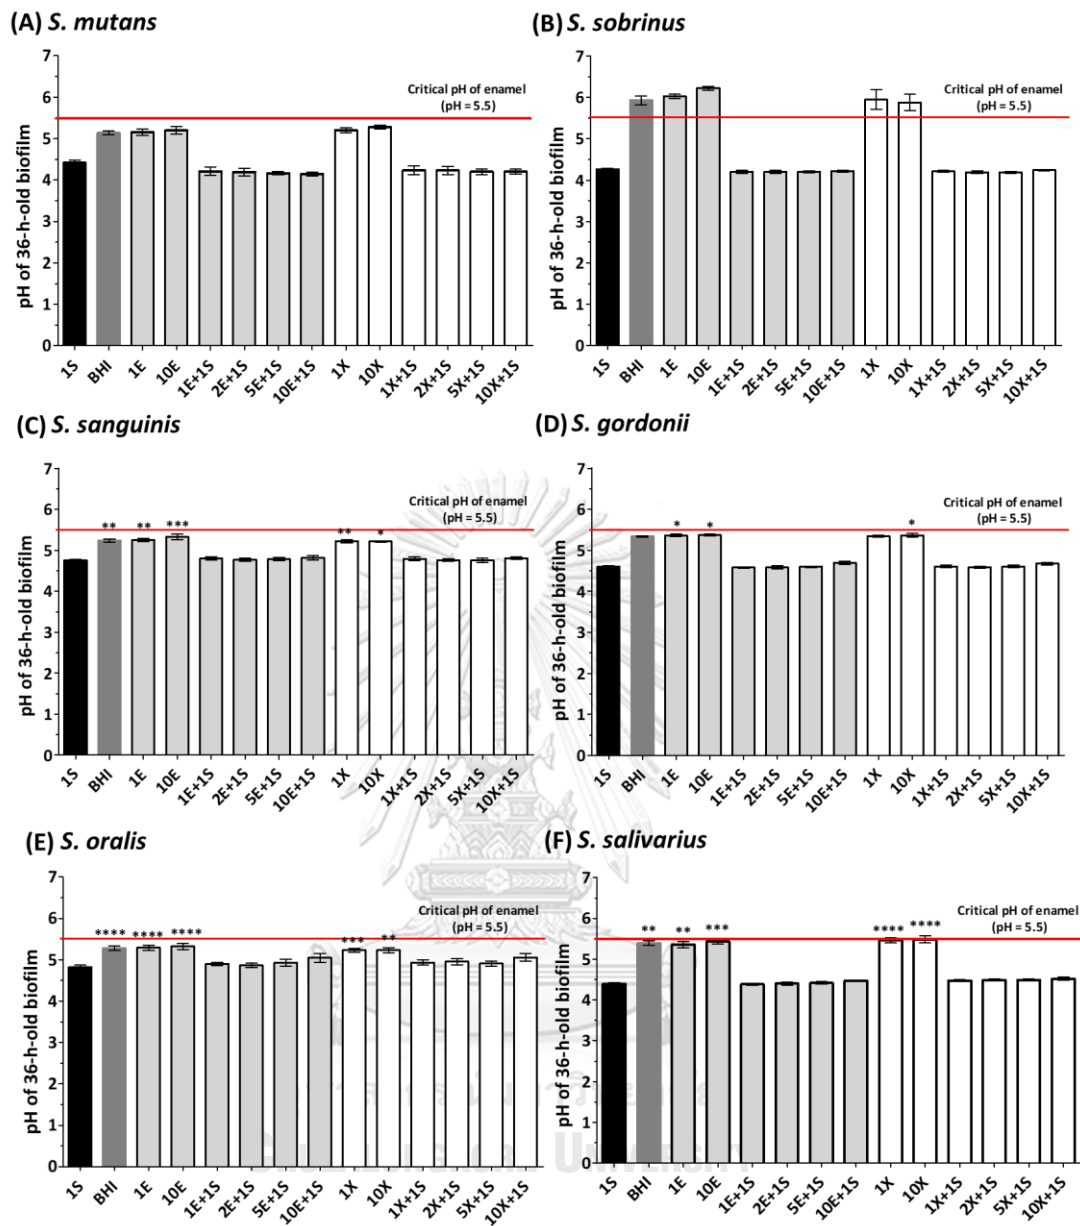 (A) S. mutans
7
6
5
4
3
2
1
0
pH of 36-h-old biofilm
Critical pH of enamel
(pH = 5.5)
1S BHI 1E 10E 1E+1S 2E+1S 5E+1S 10E+1S 1X 10X 1X+1S 2X+1S 5X+1S 10X+1S
(B) S. sobrinus
7
6
5
4
3
2
1
0
pH of 36-h-old biofilm
Critical pH of enamel
(pH = 5.5)
1S BHI 1E 10E 1E+1S 2E+1S 5E+1S 10E+1S 1X 10X 1X+1S 2X+1S 5X+1S 10X+1S
(C) S. sanguinis
7
6
5
4
3
2
1
0
pH of 36-h-old biofilm
Critical pH of enamel
(pH = 5.5)
** ** *** ** *
1S BHI 1E 10E 1E+1S 2E+1S 5E+1S 10E+1S 1X 10X 1X+1S 2X+1S 5X+1S 10X+1S
(D) S. gordonii
7
6
5
4
3
2
1
0
pH of 36-h-old biofilm
Critical pH of enamel
(pH = 5.5)
* * *
1S BHI 1E 10E 1E+1S 2E+1S 5E+1S 10E+1S 1X 10X 1X+1S 2X+1S 5X+1S 10X+1S
(E) S. oralis
7
6
5
4
3
2
1
0
pH of 36-h-old biofilm
Critical pH of enamel
(pH = 5.5)
**** **** **** *** **
1S BHI 1E 10E 1E+1S 2E+1S 5E+1S 10E+1S 1X 10X 1X+1S 2X+1S 5X+1S 10X+1S
(F) S. salivarius
7
6
5
4
3
2
1
0
pH of 36-h-old biofilm
Critical pH of enamel
(pH = 5.5)
** ** *** **** ****
1S BHI 1E 10E 1E+1S 2E+1S 5E+1S 10E+1S 1X 10X 1X+1S 2X+1S 5X+1S 10X+1S